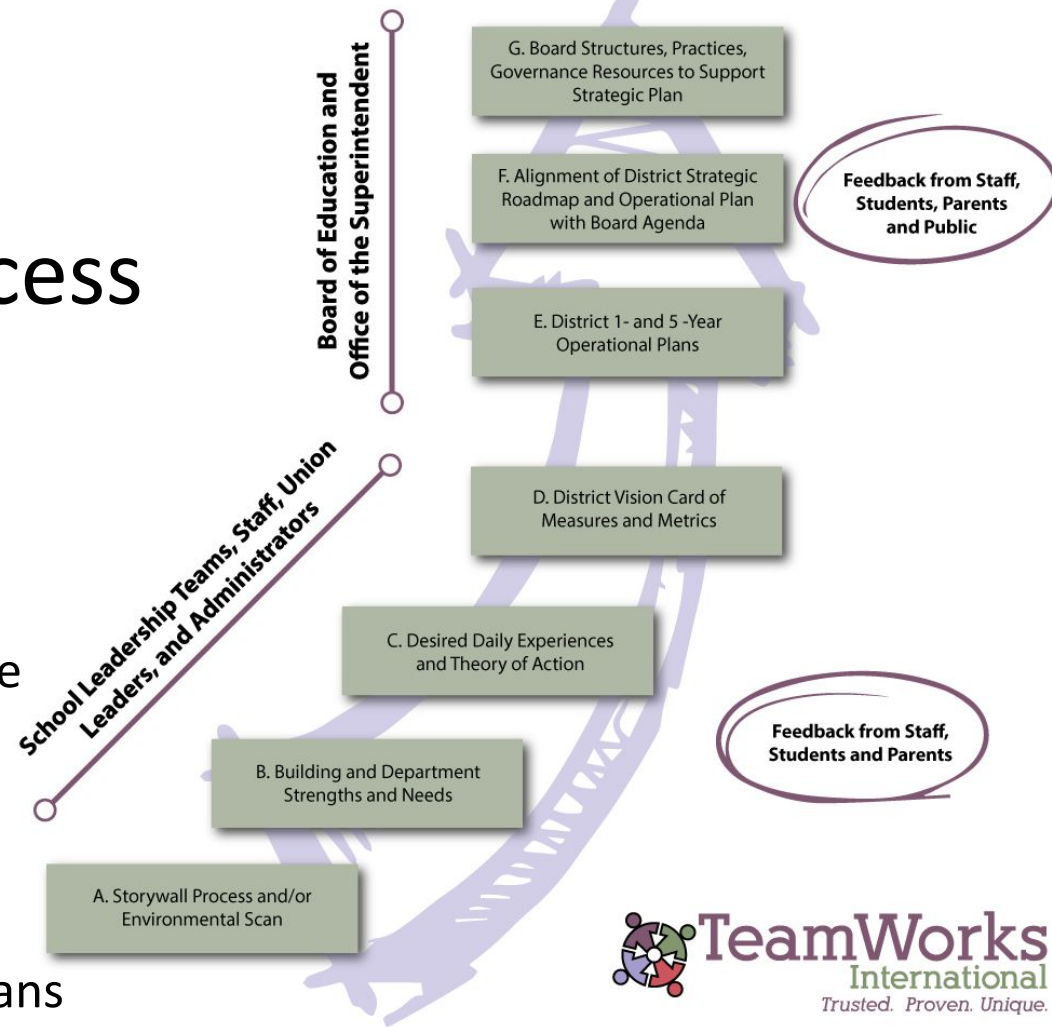 G. Board Structures, Practices,
Governance Resources to Support
Strategic Plan
Board of Education and
Office of the Superintendent
F. Alignment of District Strategic
Roadmap and Operational Plan
with Board Agenda
Feedback from Staff,
Students, Parents
and Public
cess
E. District 1- and 5 -Year
Operational Plans
School Leadership Teams, Staff, Union
Leaders, and Administrators
D. District Vision Card of
Measures and Metrics
C. Desired Daily Experiences
and Theory of Action
e
Feedback from Staff,
Students and Parents
B. Building and Department
Strengths and Needs
A. Storywall Process and/or
Environmental Scan
ans
TeamWorks
International
Trusted. Proven. Unique.